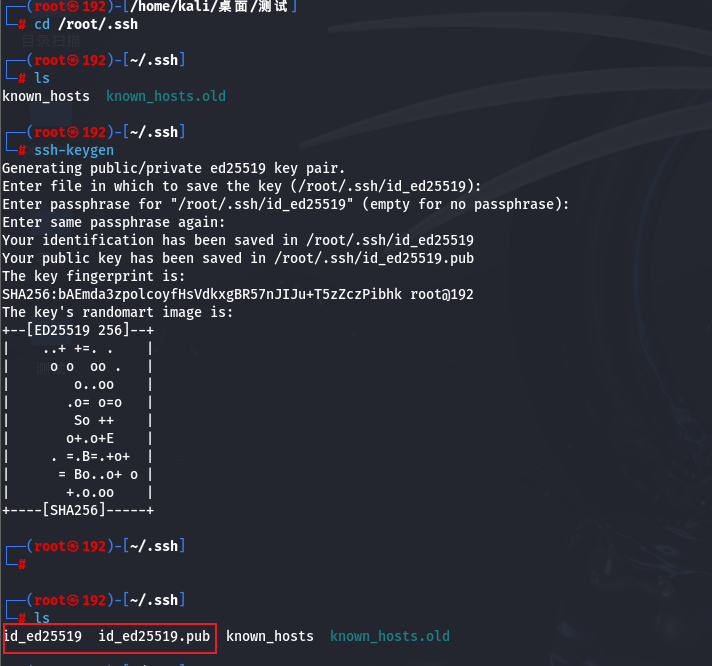 ┌──(root㉿192)-[/home/kali/桌面/测试]
└─# cd /root/.ssh
┌──(root㉿192)-[~/.ssh]
└─# ls
known_hosts  known_hosts.old
┌──(root㉿192)-[~/.ssh]
└─# ssh-keygen
Generating public/private ed25519 key pair.
Enter file in which to save the key (/root/.ssh/id_ed25519):
Enter passphrase for "/root/.ssh/id_ed25519" (empty for no passphrase):
Enter same passphrase again:
Your identification has been saved in /root/.ssh/id_ed25519
Your public key has been saved in /root/.ssh/id_ed25519.pub
The key fingerprint is:
SHA256:bAEmda3zpolcoyfHsVdkxgBR57nJIJu+T5zZczPibhk root@192
The key's randomart image is:
+--[ED25519 256]--+
|    ..+ +=. .    |
|     o o  oo .   |
|        o..oo    |
|       .o= o=o   |
|        So ++    |
|       o+.o+E    |
|     . =.B=.+o+  |
|      = Bo..o+ o |
|       +.o.oo    |
+----[SHA256]-----+
┌──(root㉿192)-[~/.ssh]
└─#
┌──(root㉿192)-[~/.ssh]
└─# ls
id_ed25519  id_ed25519.pub  known_hosts  known_hosts.old